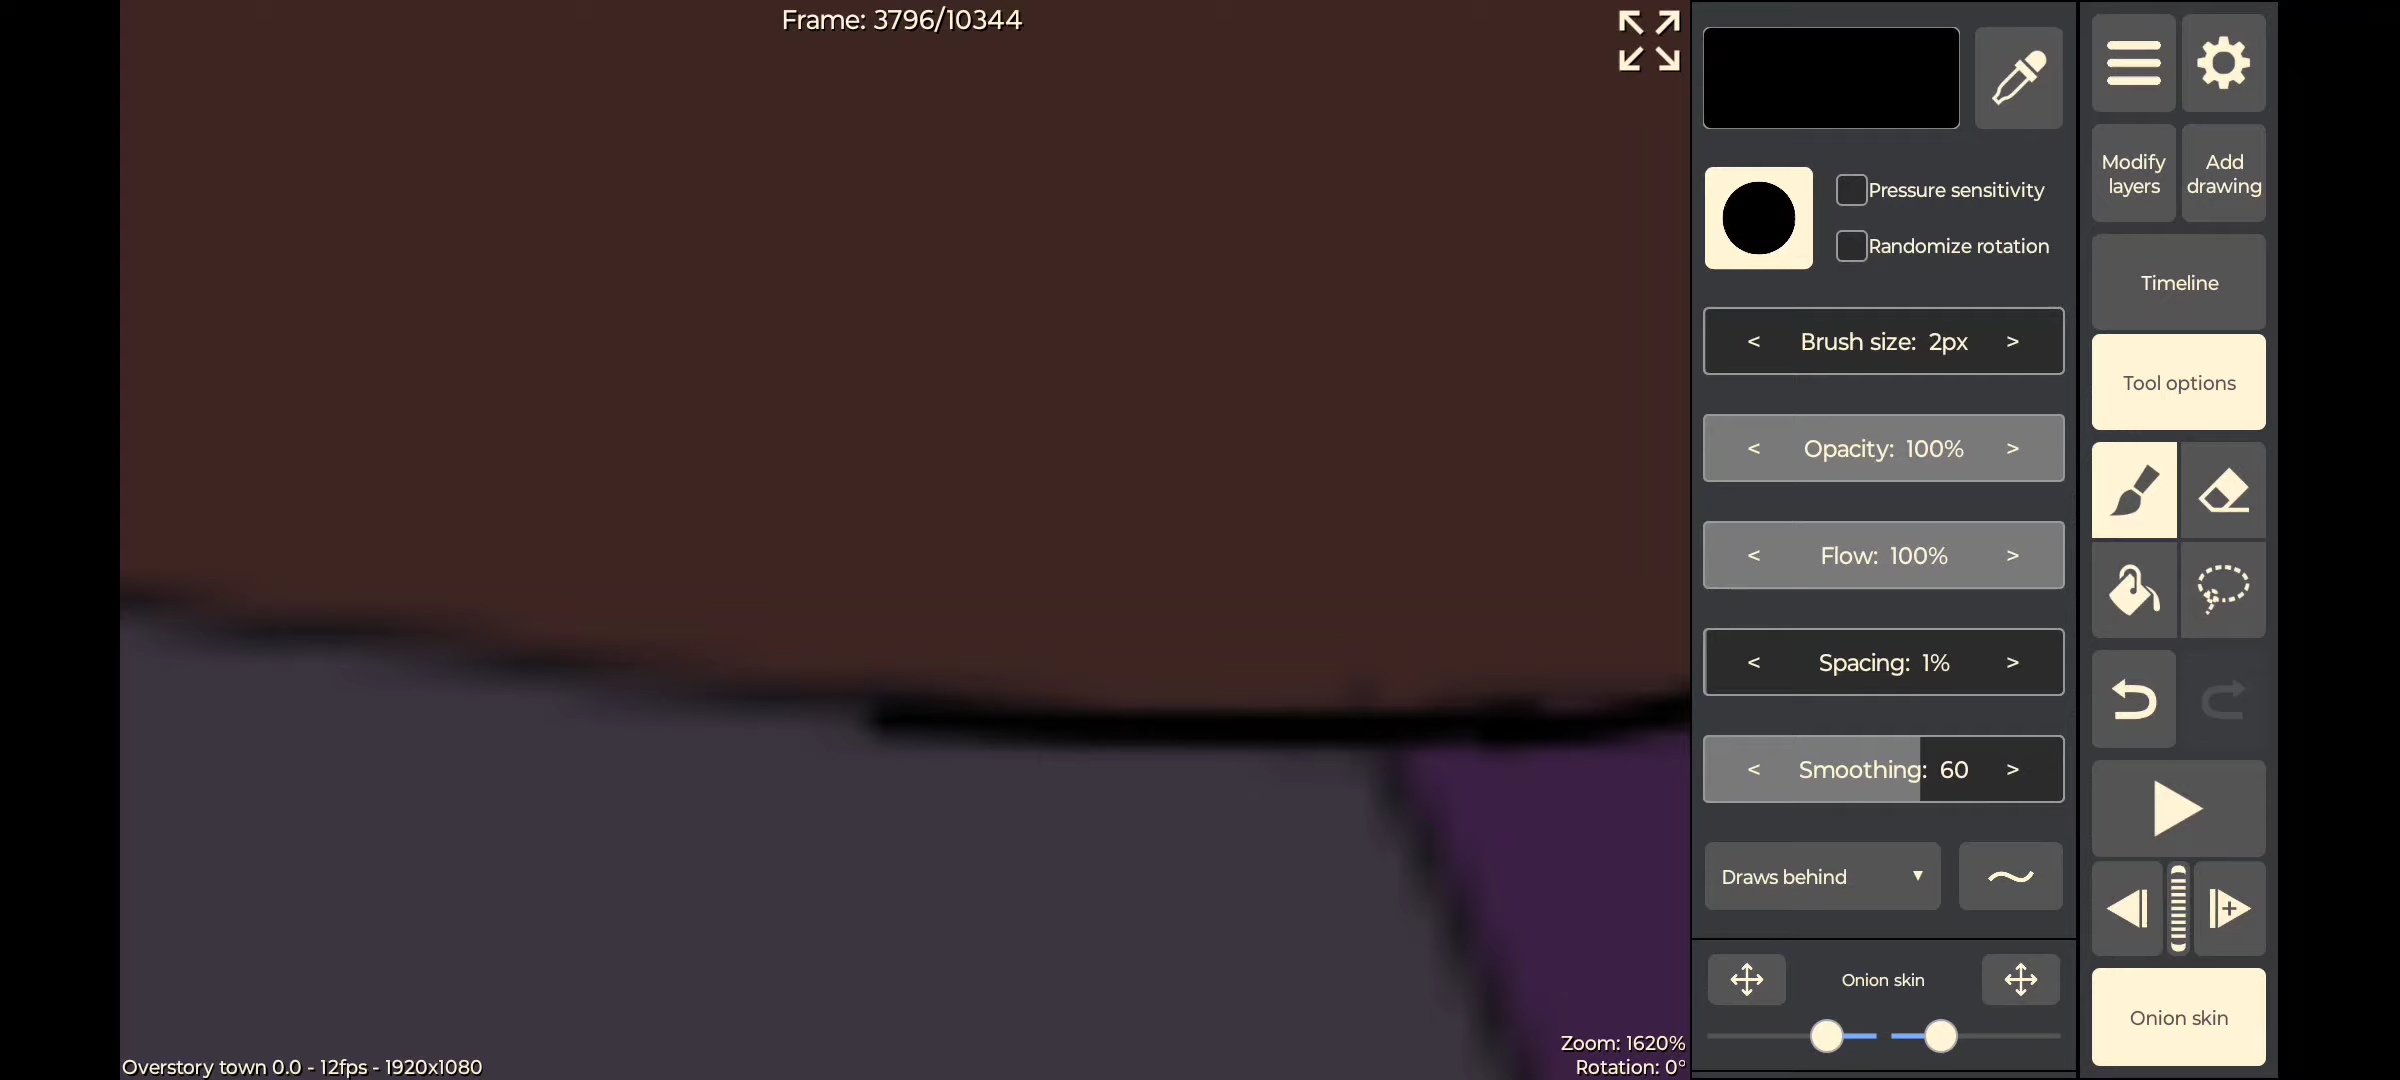 Frame: 3796/10344
Modify layers
Add drawing
Pressure sensitivity
Randomize rotation
Timeline
< Brush size: 2px >
Tool options
< Opacity: 100% >
< Flow: 100% >
< Spacing: 1% >
< Smoothing: 60 >
Draws behind
Onion skin
Onion skin
Zoom: 1620%
Rotation: 0°
Overstory town 0.0 - 12fps - 1920x1080